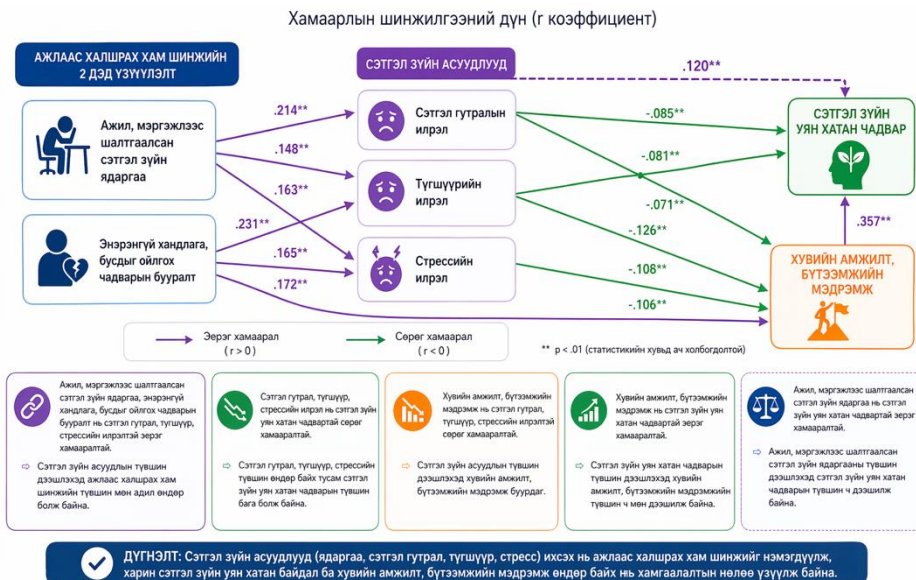 Хамаарлын шинжилгээний дүн (r коэффициент)
АЖЛААС ХАЛШРАХ ХАМ ШИНЖИЙН
2 ДЭД ҮЗҮҮЛЭЛТ
СЭТГЭЛ ЗҮЙН АСУУДЛУУД
.120**
Ажил, мэргэжлээс
шалтгаалсан
сэтгэл зүйн
ядаргаа
Энэрэнгүй хандлага,
бусдыг ойлгох
чадварын бууралт
.214**
.148**
.163**
.231**
.165**
.172**
Сэтгэл гутралын
илрэл
Түгшүүрийн
илрэл
Стрессийн
илрэл
-.085**
-.081**
-.071**
-.126**
-.108**
-.106**
СЭТГЭЛ ЗҮЙН
УЯН ХАТАН ЧАДВАР
.357**
ХУВИЙН АМЖИЛТ,
БҮТЭЭМЖИЙН
МЭДРЭМЖ
Эерэг хамаарал
( r > 0 )
Сөрөг хамаарал
( r < 0 )
** p < .01 (статистикийн хувьд ач холбогдолтой)
Ажил, мэргэжлээс шалтгаалсан
сэтгэл зүйн ядаргаа, энэрэнгүй
хандлага, бусдыг ойлгох чадварын
бууралт нь сэтгэл гутрал, түгшүүр,
стрессийн илрэлтэй эерэг
хамааралтай.
⇨ Сэтгэл зүйн асуудлын түвшин
дээшлэхэд ажлаас халшрах хам
шинжийн түвшин мөн адил өндөр
болж байна.
Сэтгэл гутрал, түгшүүр,
стрессийн илрэл нь сэтгэл зүйн
уян хатан чадвартай сөрөг
хамааралтай.
⇨ Сэтгэл гутрал, түгшүүр, стрессийн
түвшин өндөр байх тусам сэтгэл
зүйн уян хатан чадварын түвшин
бага болж байна.
Хувийн амжилт, бүтээмжийн
мэдрэмж нь сэтгэл гутрал,
түгшүүр, стрессийн илрэлтэй
сөрөг хамааралтай.
⇨ Сэтгэл зүйн асуудлын түвшин
дээшлэхэд хувийн амжилт,
бүтээмжийн мэдрэмж буурдаг.
Хувийн амжилт, бүтээмжийн
мэдрэмж нь сэтгэл зүйн уян
хатан чадвартай эерэг
хамааралтай.
⇨ Сэтгэл зүйн уян хатан чадварын
түвшин дээшлэхэд хувийн
амжилт, бүтээмжийн мэдрэмжийн
түвшин ч мөн дээшилж байна.
Ажил, мэргэжлээс шалтгаалсан
сэтгэл зүйн ядаргаа нь сэтгэл
зүйн уян хатан чадвартай эерэг
хамааралтай.
⇨ Ажил, мэргэжлээс шалтгаалсан
сэтгэл зүйн ядаргааны түвшин
дээшлэхэд сэтгэл зүйн уян хатан
чадварын түвшин ч дээшилж
байна.
ДҮГНЭЛТ: Сэтгэл зүйн асуудлууд (ядаргаа, сэтгэл гутрал, түгшүүр, стресс) ихсэх нь ажлаас халшрах хам шинжийг нэмэгдүүлж,
харин сэтгэл зүйн уян хатан байдал ба хувийн амжилт, бүтээмжийн мэдрэмж өндөр байх нь хамгаалалтын нөлөө үзүүлж байна.